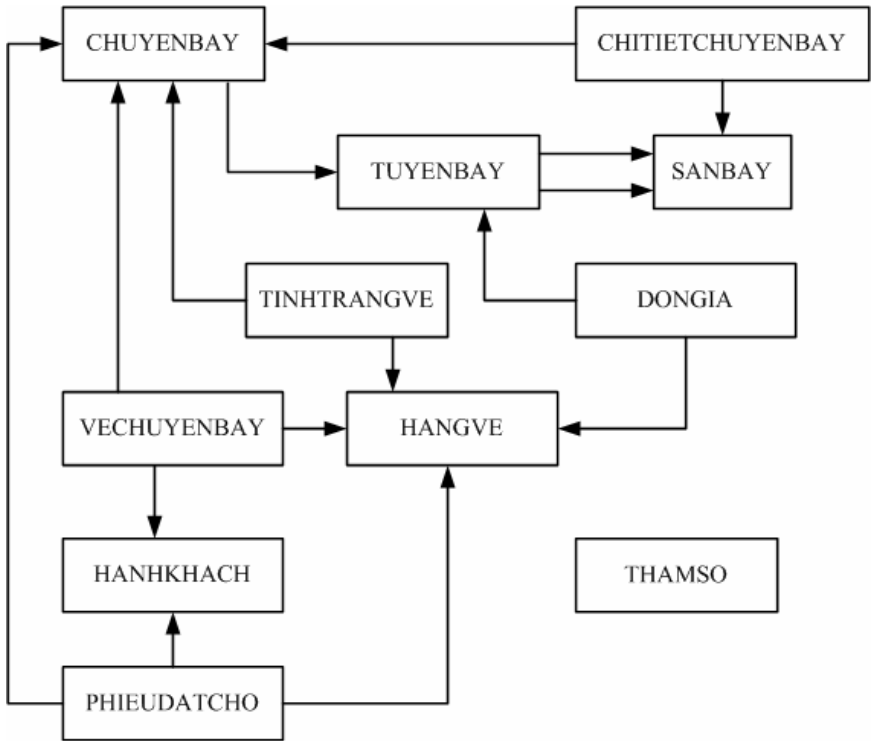 CHUYENBAY
CHITIETCHUYENBAY
TUYENBAY
SANBAY
TINHTRANGVE
DONGIA
VECHUYENBAY
HANGVE
HANHKHACH
THAMSO
PHIEUDATCHO